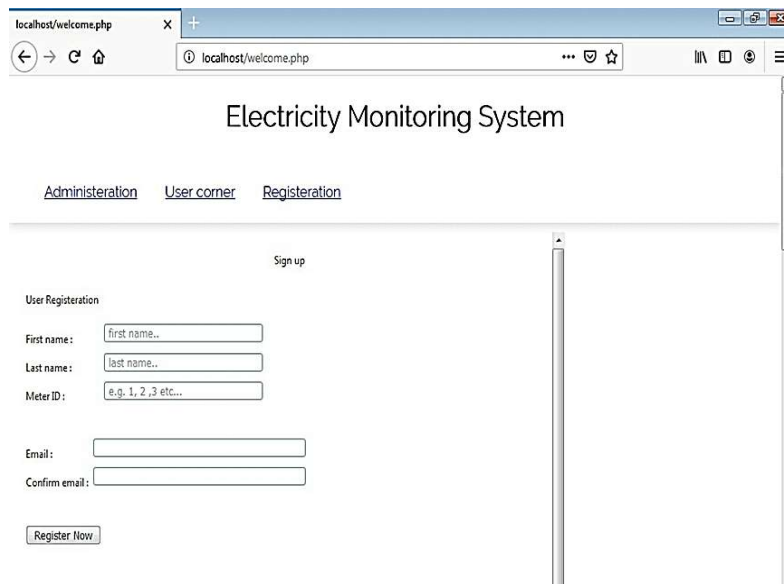 localhost/welcome.php
localhost/welcome.php
Electricity Monitoring System
Administeration User corner Registeration
Sign up
User Registeration
First name : first name..
Last name : last name..
Meter ID : e.g. 1, 2 ,3 etc...
Email :
Confirm email :
Register Now